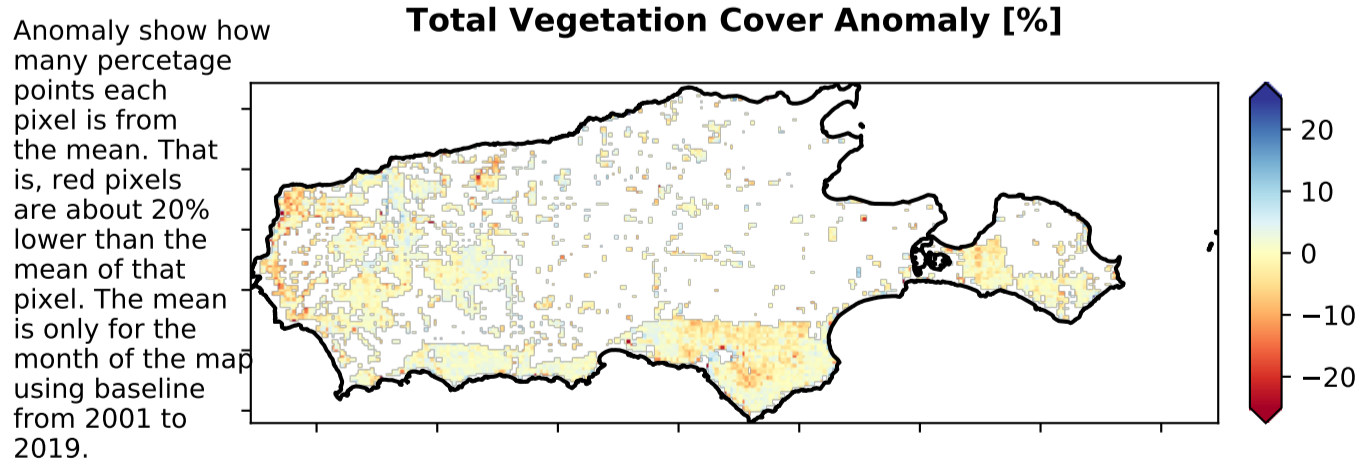 Total Vegetation Cover Anomaly [%]
Anomaly show how
many percetage
points each
pixel is from
the mean. That
is, red pixels
are about 20%
lower than the
mean of that
pixel. The mean
is only for the
month of the map
using baseline
from 2001 to
2019.
20
10
0
−10
−20